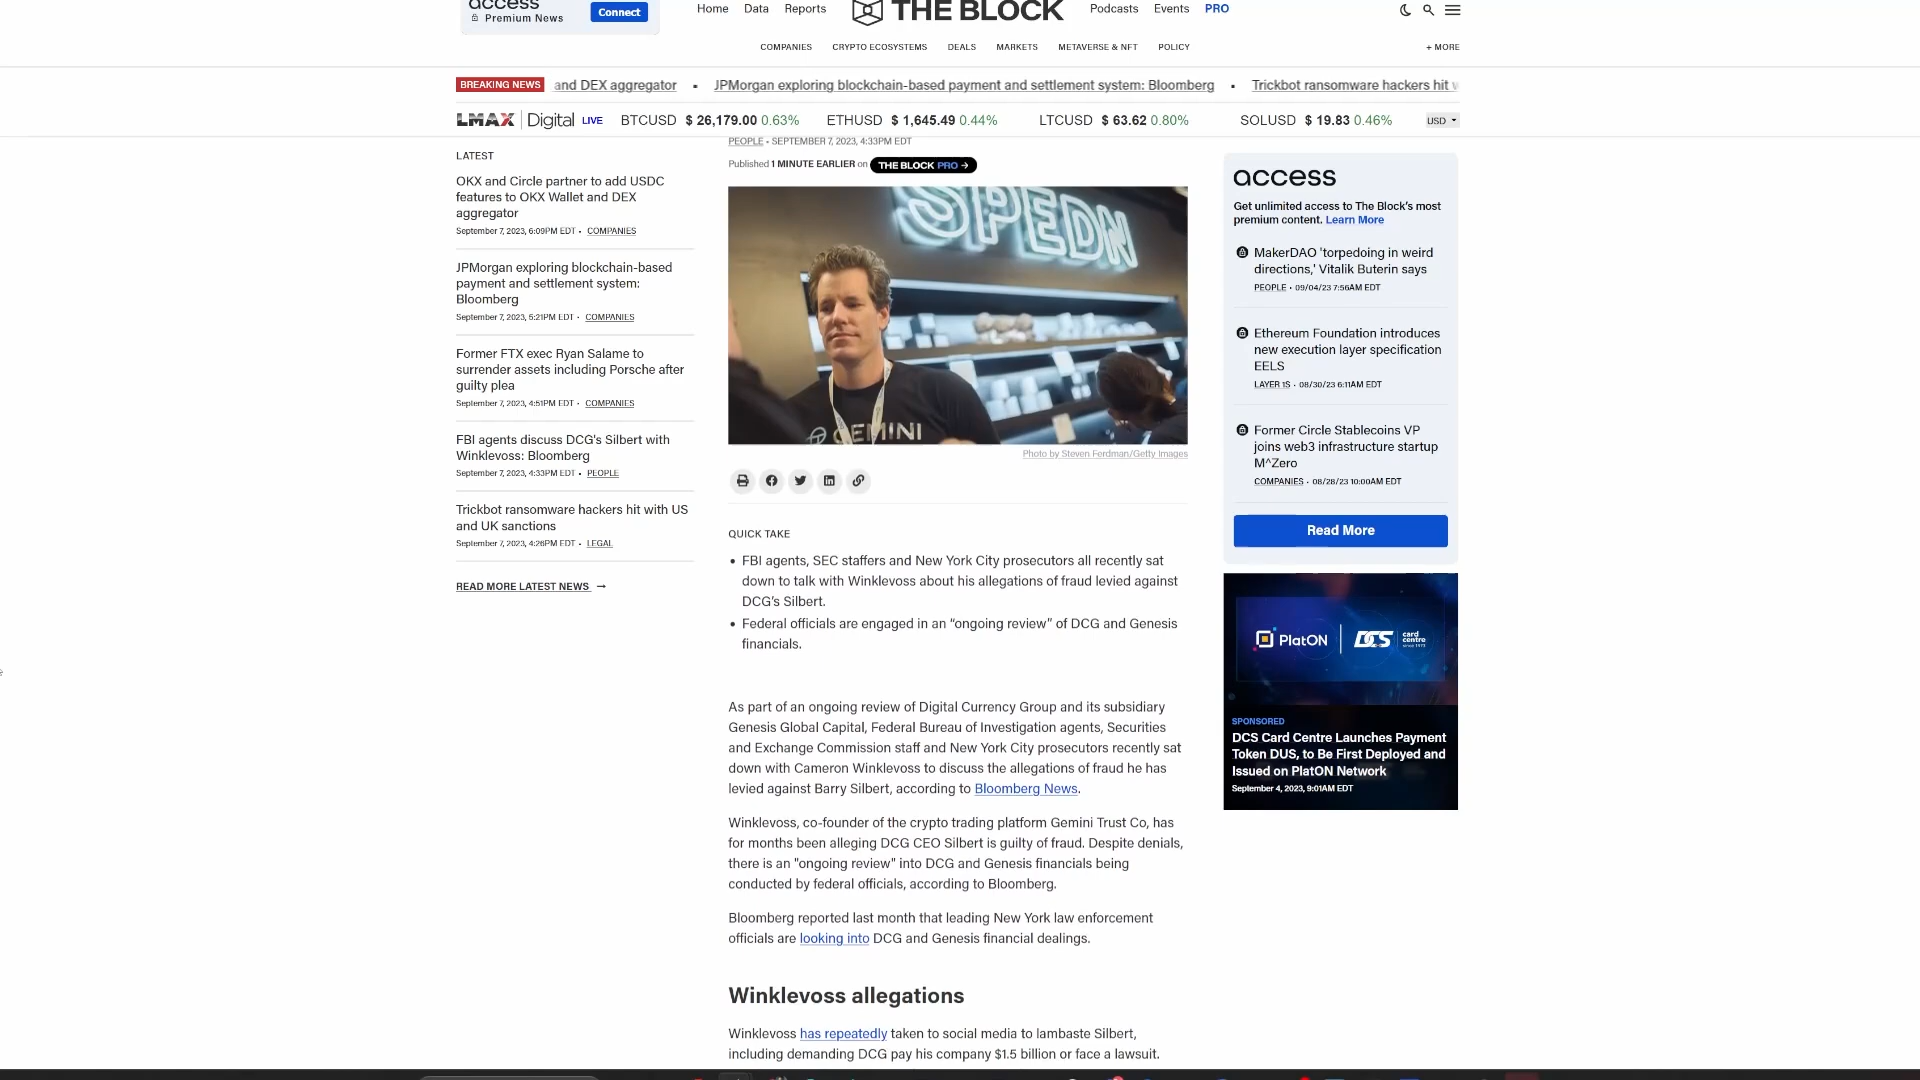 access
Premium News
Connect
Home Data Reports THE BLOCK Podcasts Events PRO
COMPANIES CRYPTO ECOSYSTEMS DEALS MARKETS METAVERSE & NFT POLICY + MORE
BREAKING NEWS and DEX aggregator ▪ JPMorgan exploring blockchain-based payment and settlement system: Bloomberg ▪ Trickbot ransomware hackers hit w
LMAX Digital LIVE BTCUSD $ 26,179.00 0.63% ETHUSD $ 1,645.49 0.44% LTCUSD $ 63.62 0.80% SOLUSD $ 19.83 0.46% USD
LATEST
OKX and Circle partner to add USDC
features to OKX Wallet and DEX
aggregator
September 7, 2023, 6:09PM EDT • COMPANIES
JPMorgan exploring blockchain-based
payment and settlement system:
Bloomberg
September 7, 2023, 5:21PM EDT • COMPANIES
Former FTX exec Ryan Salame to
surrender assets including Porsche after
guilty plea
September 7, 2023, 4:51PM EDT • COMPANIES
FBI agents discuss DCG's Silbert with
Winklevoss: Bloomberg
September 7, 2023, 4:33PM EDT • PEOPLE
Trickbot ransomware hackers hit with US
and UK sanctions
September 7, 2023, 4:26PM EDT • LEGAL
READ MORE LATEST NEWS →
PEOPLE • SEPTEMBER 7, 2023, 4:33PM EDT
Published 1 MINUTE EARLIER on THE BLOCK PRO →
SPEDN
GEMINI
Photo by Steven Ferdman/Getty Images
QUICK TAKE
• FBI agents, SEC staffers and New York City prosecutors all recently sat
down to talk with Winklevoss about his allegations of fraud levied against
DCG’s Silbert.
• Federal officials are engaged in an “ongoing review” of DCG and Genesis
financials.
As part of an ongoing review of Digital Currency Group and its subsidiary
Genesis Global Capital, Federal Bureau of Investigation agents, Securities
and Exchange Commission staff and New York City prosecutors recently sat
down with Cameron Winklevoss to discuss the allegations of fraud he has
levied against Barry Silbert, according to Bloomberg News.
Winklevoss, co-founder of the crypto trading platform Gemini Trust Co, has
for months been alleging DCG CEO Silbert is guilty of fraud. Despite denials,
there is an "ongoing review" into DCG and Genesis financials being
conducted by federal officials, according to Bloomberg.
Bloomberg reported last month that leading New York law enforcement
officials are looking into DCG and Genesis financial dealings.
Winklevoss allegations
Winklevoss has repeatedly taken to social media to lambaste Silbert,
including demanding DCG pay his company $1.5 billion or face a lawsuit.
access
Get unlimited access to The Block’s most
premium content. Learn More
MakerDAO 'torpedoing in weird
directions,' Vitalik Buterin says
PEOPLE • 09/04/23 7:56AM EDT
Ethereum Foundation introduces
new execution layer specification
EELS
LAYER 1S • 08/30/23 6:11AM EDT
Former Circle Stablecoins VP
joins web3 infrastructure startup
M^Zero
COMPANIES • 08/28/23 10:00AM EDT
Read More
PlatON DCS card centre since 1973
SPONSORED
DCS Card Centre Launches Payment
Token DUS, to Be First Deployed and
Issued on PlatON Network
September 4, 2023, 9:01AM EDT